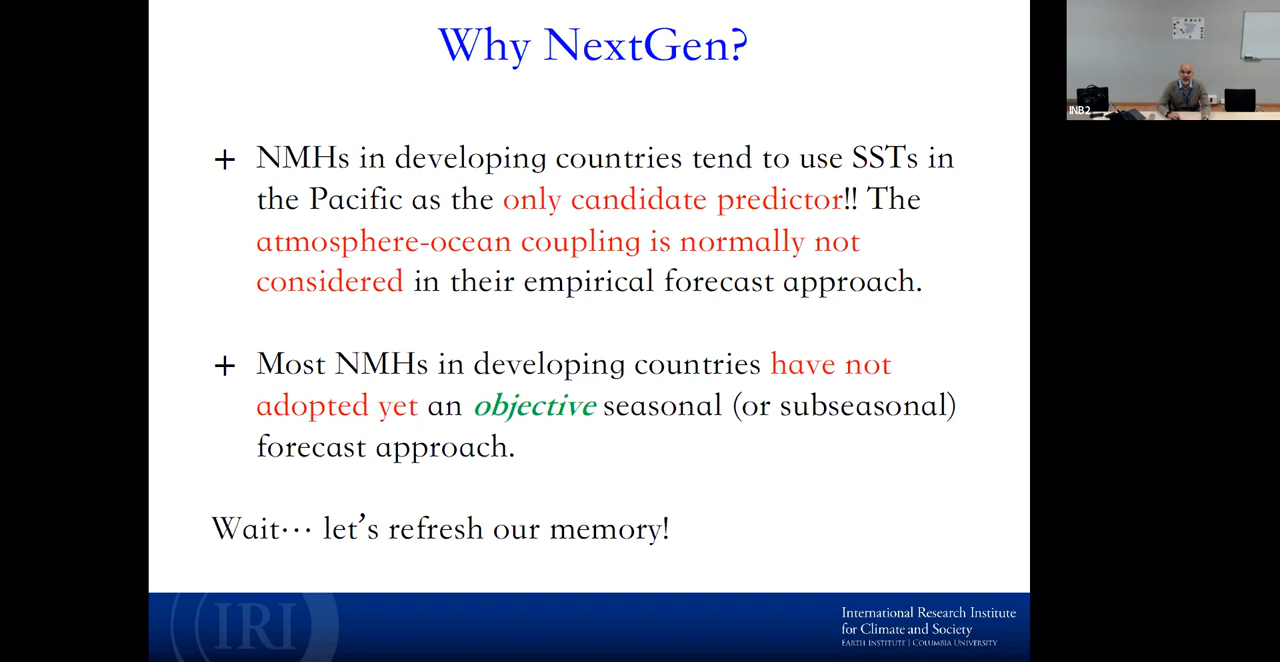 Why NextGen?
+ NMHs in developing countries tend to use SSTs in
the Pacific as the only candidate predictor!! The
atmosphere-ocean coupling is normally not
considered in their empirical forecast approach.
+ Most NMHs in developing countries have not
adopted yet an objective seasonal (or subseasonal)
forecast approach.
Wait… let's refresh our memory!
IRI
International Research Institute
for Climate and Society
EARTH INSTITUTE | COLUMBIA UNIVERSITY
INB2